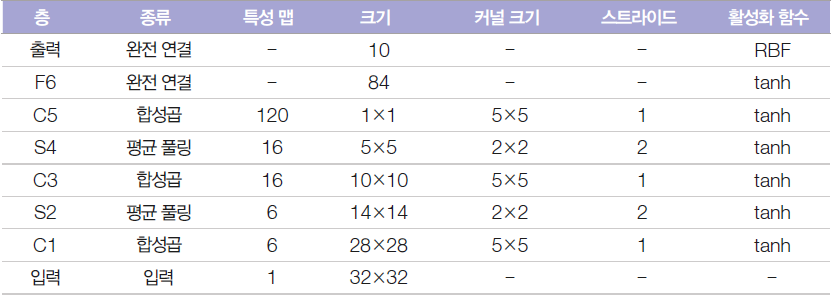 층 종류 특성 맵 크기 커널 크기 스트라이드 활성화 함수
출력 완전 연결 – 10 – – RBF
F6 완전 연결 – 84 – – tanh
C5 합성곱 120 1×1 5×5 1 tanh
S4 평균 풀링 16 5×5 2×2 2 tanh
C3 합성곱 16 10×10 5×5 1 tanh
S2 평균 풀링 6 14×14 2×2 2 tanh
C1 합성곱 6 28×28 5×5 1 tanh
입력 입력 1 32×32 – – –